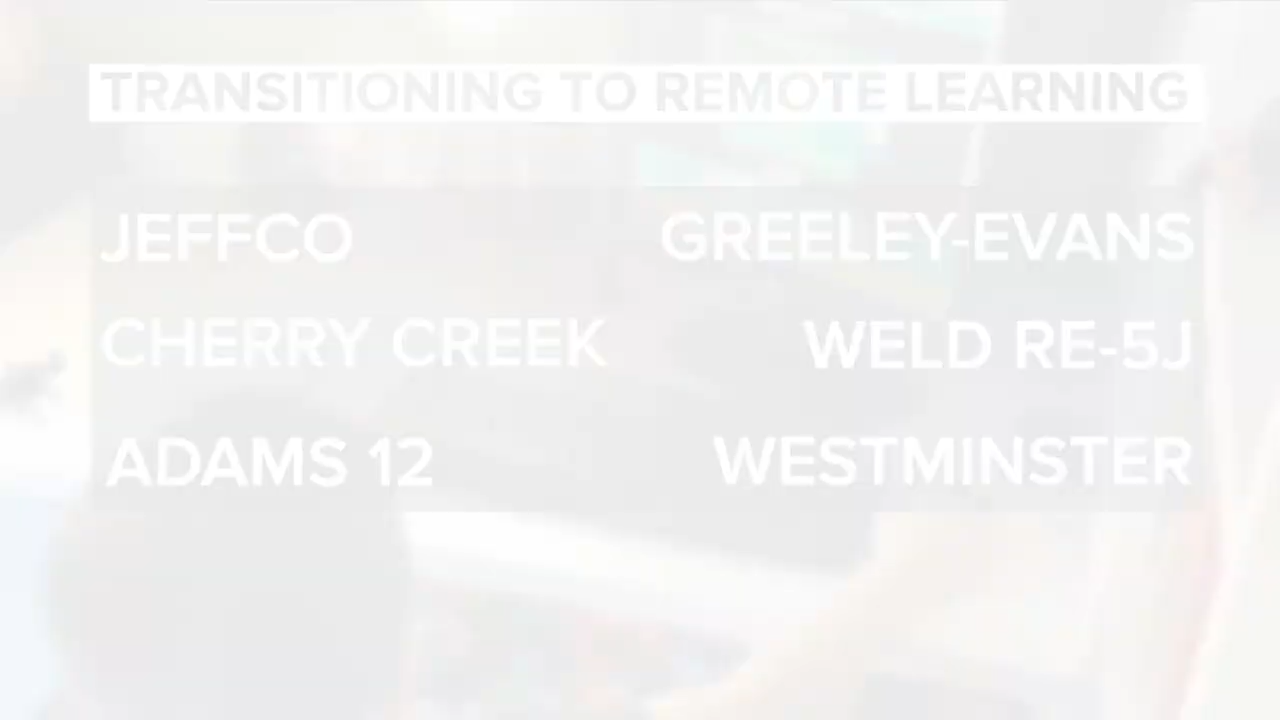 TRANSITIONING TO REMOTE LEARNING
JEFFCO
GREELEY-EVANS
CHERRY CREEK
WELD RE-5J
ADAMS 12
WESTMINSTER